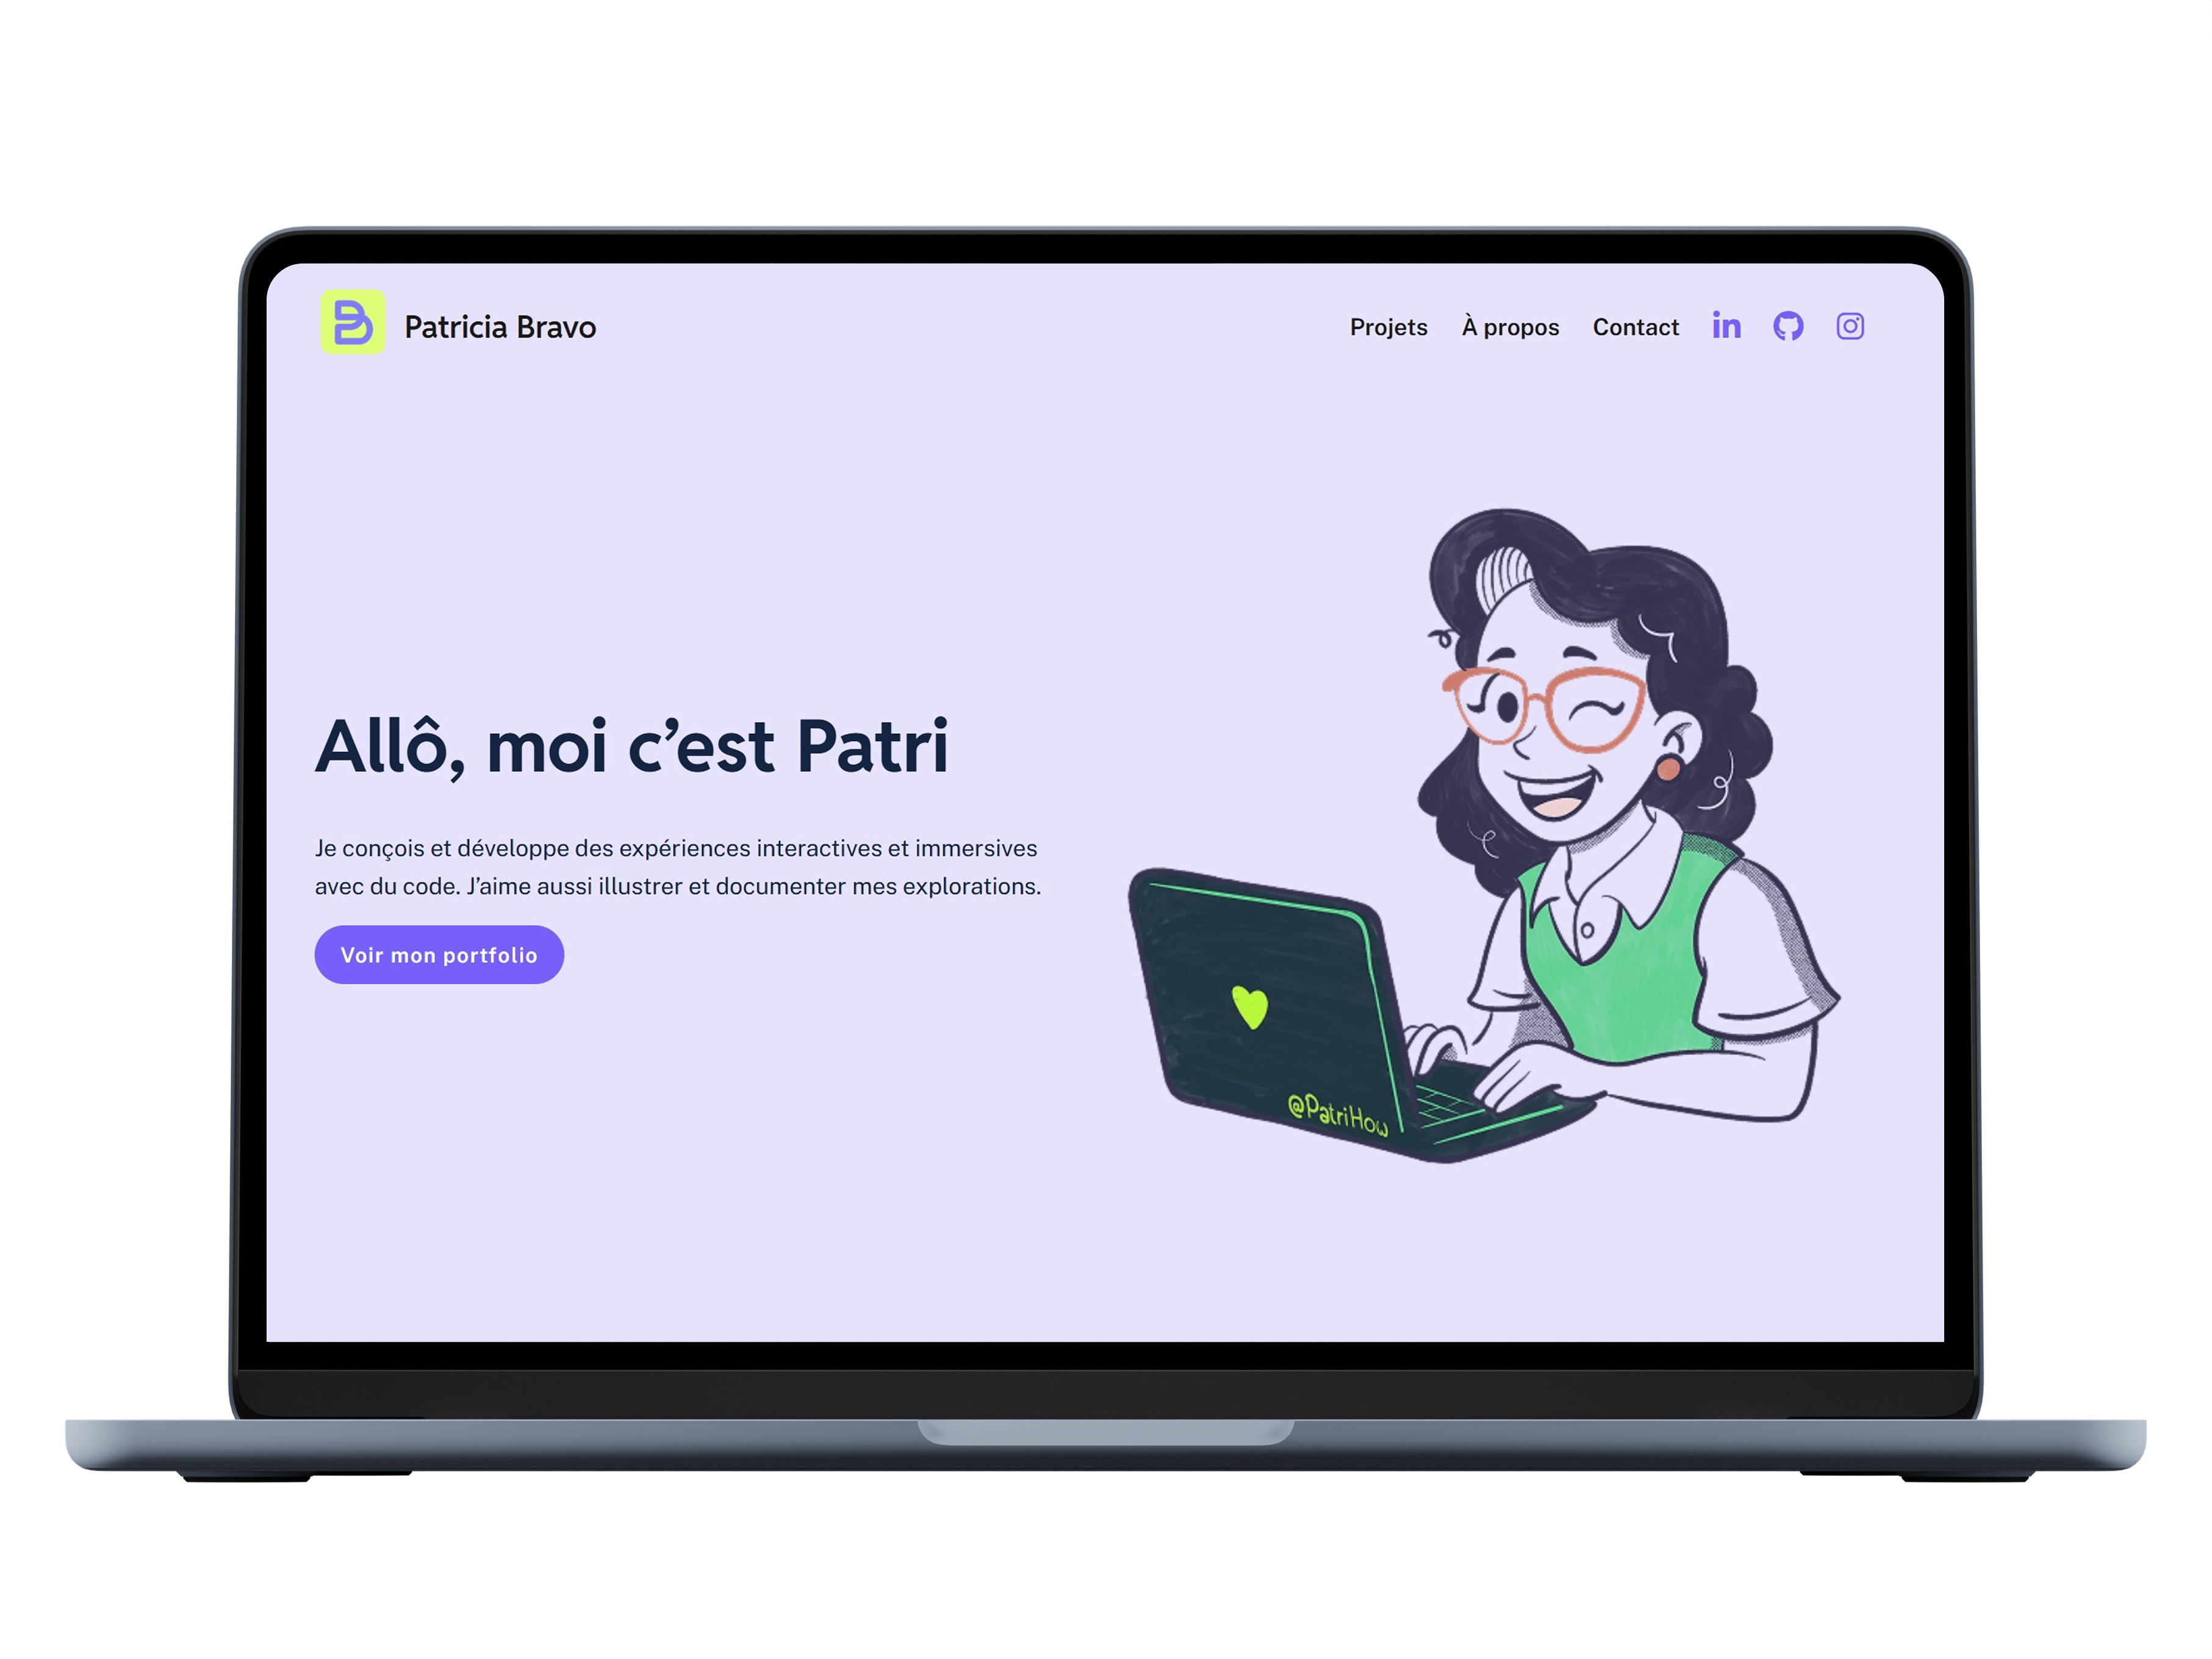 Patricia Bravo
Projets À propos Contact
Allô, moi c’est Patri
Je conçois et développe des expériences interactives et immersives
avec du code. J’aime aussi illustrer et documenter mes explorations.
Voir mon portfolio
@PatriHow